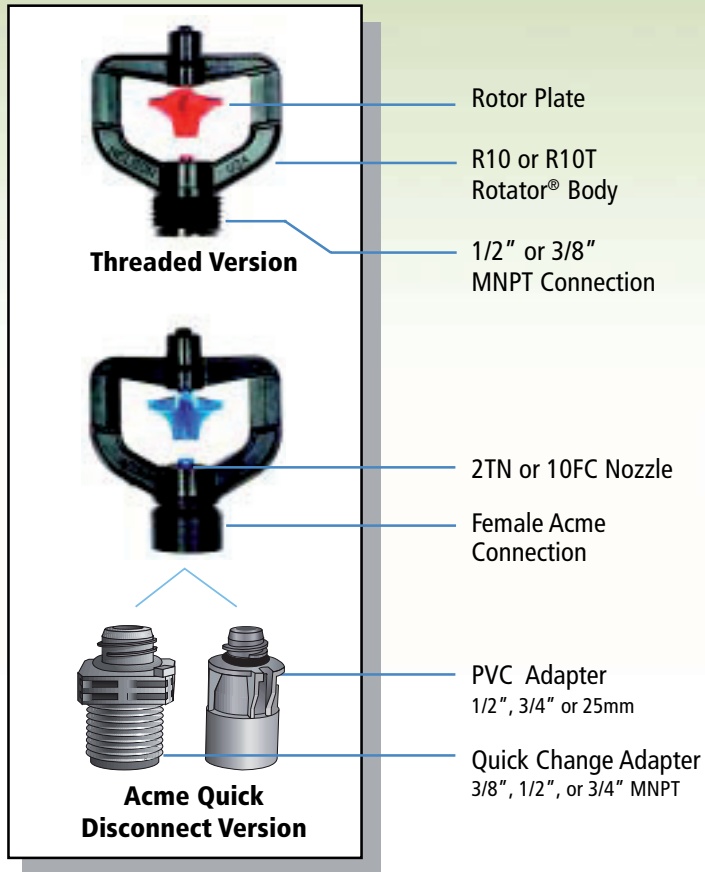 Rotor Plate
R10 or R10T
Rotator® Body
NELSON
USA
1/2” or 3/8”
MNPT Connection
Threaded Version
2TN or 10FC Nozzle
Female Acme
Connection
PVC Adapter
1/2”, 3/4” or 25mm
Quick Change Adapter
3/8”, 1/2”, or 3/4” MNPT
Acme Quick
Disconnect Version